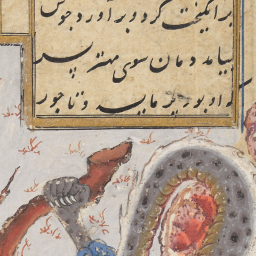 برانگیخت گرد و برآورد جوش
بیامد دمان سوی مهتر پسر
که او بود پرمایه و تاجور